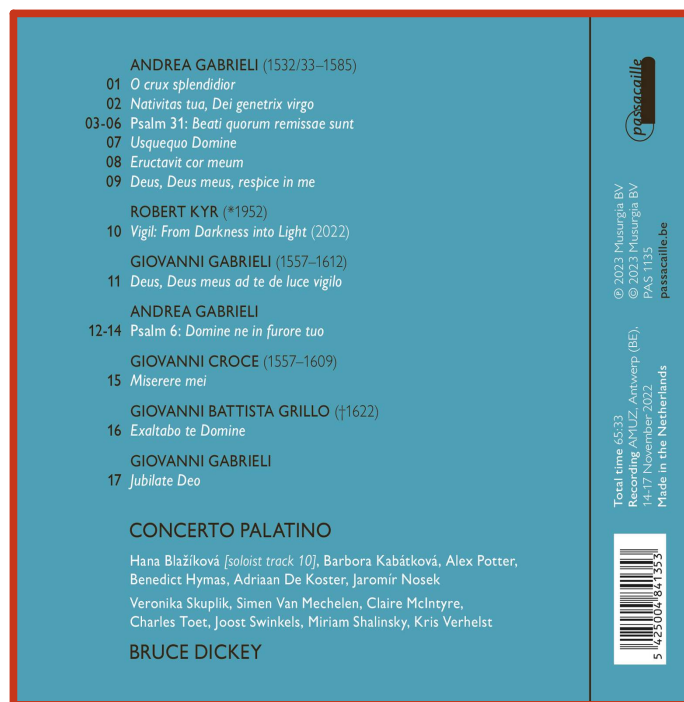 ANDREA GABRIELI (1532/33–1585)
01 O crux splendidior
02 Nativitas tua, Dei genetrix virgo
03-06 Psalm 31: Beati quorum remissae sunt
07 Usquequo Domine
08 Eructavit cor meum
09 Deus, Deus meus, respice in me
ROBERT KYR (*1952)
10 Vigil: From Darkness into Light (2022)
GIOVANNI GABRIELI (1557–1612)
11 Deus, Deus meus ad te de luce vigilo
ANDREA GABRIELI
12-14 Psalm 6: Domine ne in furore tuo
GIOVANNI CROCE (1557–1609)
15 Miserere mei
GIOVANNI BATTISTA GRILLO (†1622)
16 Exaltabo te Domine
GIOVANNI GABRIELI
17 Jubilate Deo
CONCERTO PALATINO
Hana Blažíková [soloist track 10], Barbora Kabátková, Alex Potter,
Benedict Hymas, Adriaan De Koster, Jaromír Nosek
Veronika Skuplik, Simen Van Mechelen, Claire McIntyre,
Charles Toet, Joost Swinkels, Miriam Shalinsky, Kris Verhelst
BRUCE DICKEY
passacaille
℗ 2023 Musurgia BV
© 2023 Musurgia BV
PAS 1135
passacaille.be
Total time 65:33
Recording AMUZ, Antwerp (BE),
14-17 November 2022
Made in the Netherlands
5 425004 841353